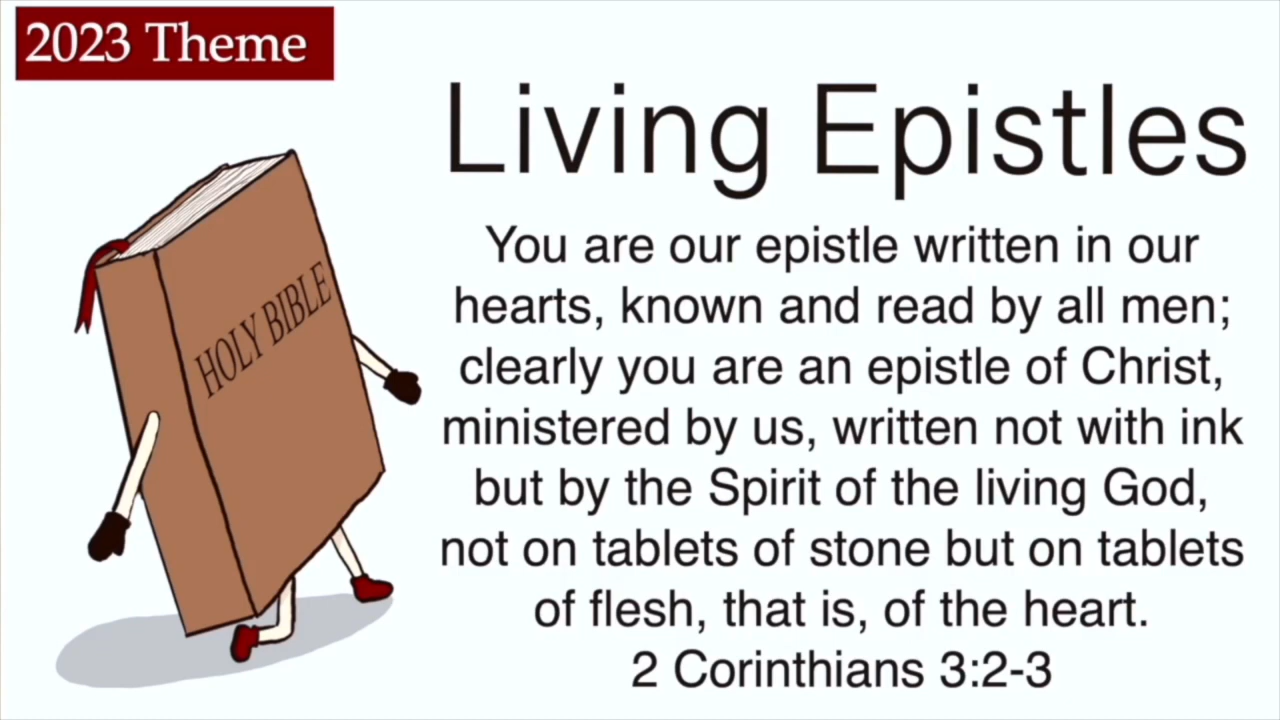 2023 Theme
Living Epistles
You are our epistle written in our
hearts, known and read by all men;
clearly you are an epistle of Christ,
ministered by us, written not with ink
but by the Spirit of the living God,
not on tablets of stone but on tablets
of flesh, that is, of the heart.
2 Corinthians 3:2-3
HOLY BIBLE